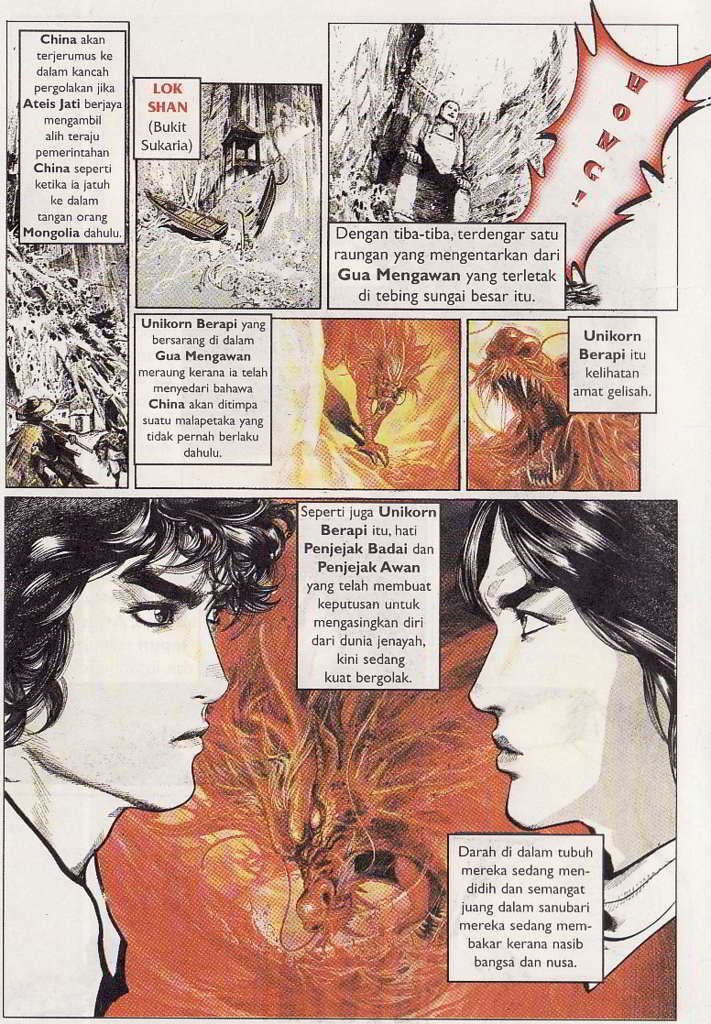 China akan
terjerumus ke
dalam kancah
pergolakan jika
Ateis Jati berjaya
mengambil
alih teraju
pemerintahan
China seperti
ketika ia jatuh
ke dalam
tangan orang
Mongolia dahulu.
LOK
SHAN
(Bukit
Sukaria)
HONG!
Dengan tiba-tiba, terdengar satu
raungan yang mengentarkan dari
Gua Mengawan yang terletak
di tebing sungai besar itu.
Unikorn Berapi yang
bersarang di dalam
Gua Mengawan
meraung kerana ia telah
menyedari bahawa
China akan ditimpa
suatu malapetaka yang
tidak pernah berlaku
dahulu.
Unikorn
Berapi itu
kelihatan
amat gelisah.
Seperti juga Unikorn
Berapi itu, hati
Penjejak Badai dan
Penjejak Awan
yang telah membuat
keputusan untuk
mengasingkan diri
dari dunia jenayah,
kini sedang
kuat bergolak.
Darah di dalam tubuh
mereka sedang men-
didih dan semangat
juang dalam sanubari
mereka sedang mem-
bakar kerana nasib
bangsa dan nusa.